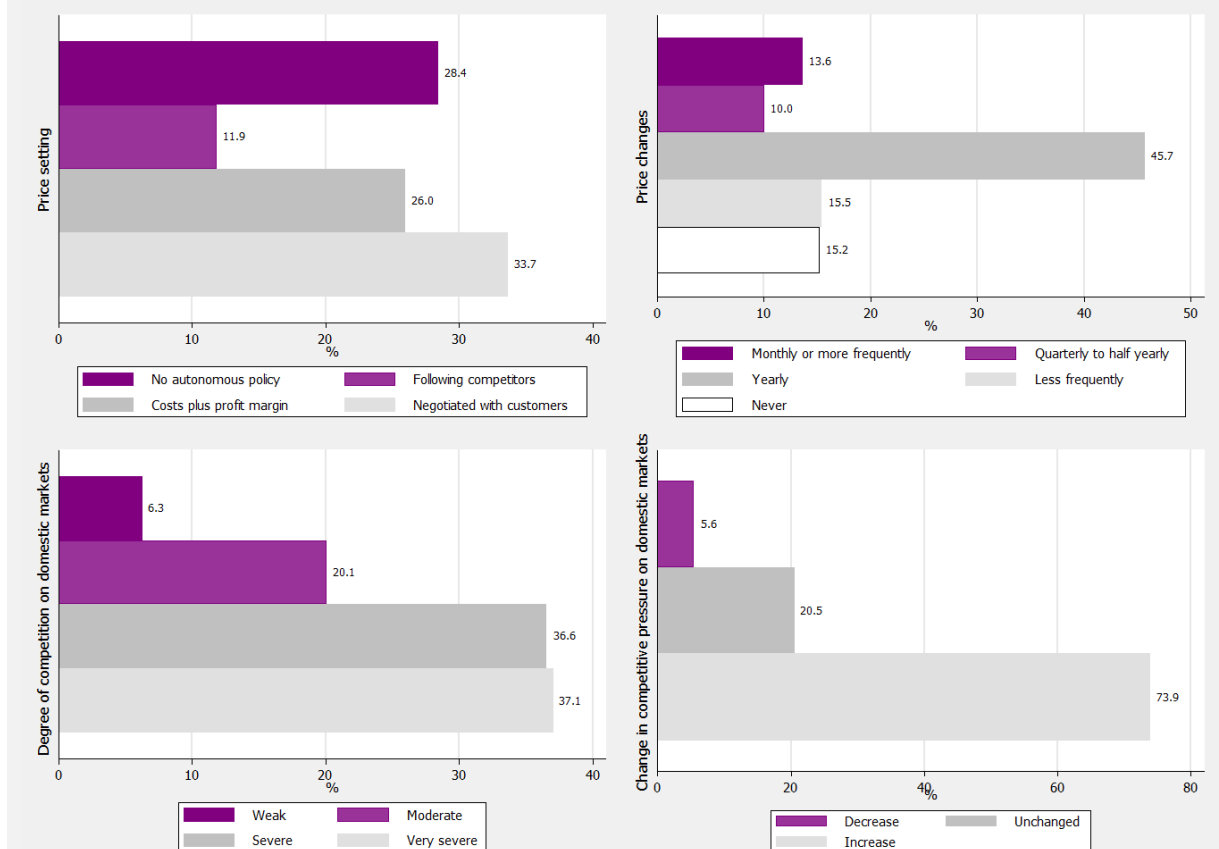 Price setting
28.4
11.9
26.0
33.7
0 10 20 30 40
%
No autonomous policy Following competitors
Costs plus profit margin Negotiated with customers
Price changes
13.6
10.0
45.7
15.5
15.2
0 10 20 30 40 50
%
Monthly or more frequently Quarterly to half yearly
Yearly Less frequently
Never
Degree of competition on domestic markets
6.3
20.1
36.6
37.1
0 10 20 30 40
%
Weak Moderate
Severe Very severe
Change in competitive pressure on domestic markets
5.6
20.5
73.9
0 20 40 60 80
%
Decrease Unchanged
Increase